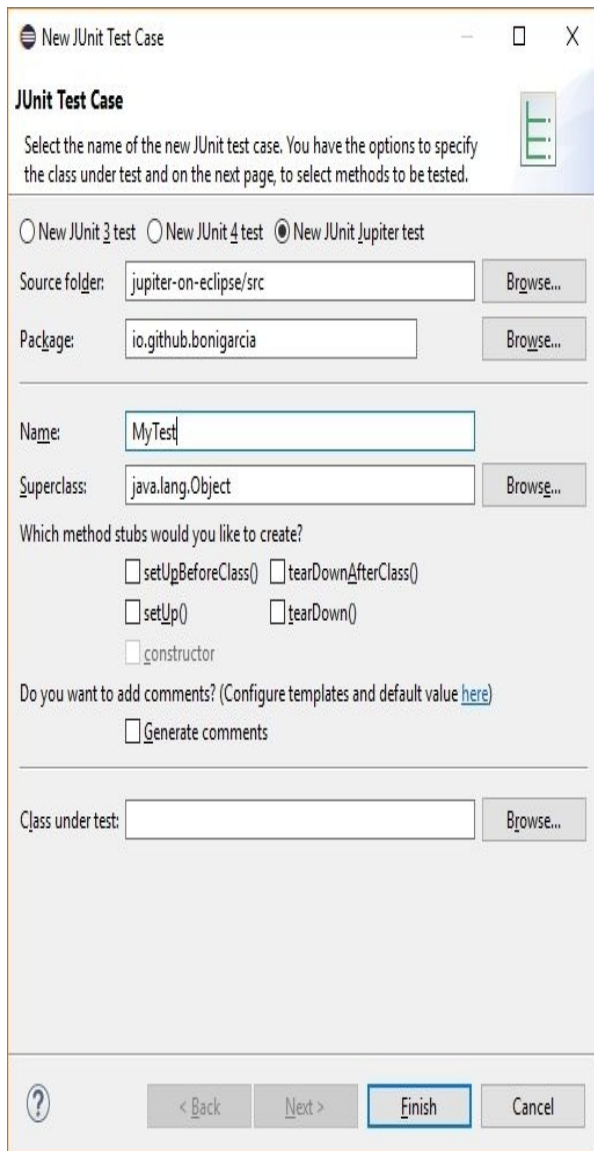 New JUnit Test Case
JUnit Test Case
Select the name of the new JUnit test case. You have the options to specify
the class under test and on the next page, to select methods to be tested.
New JUnit 3 test New JUnit 4 test New JUnit Jupiter test
Source folder: jupiter-on-eclipse/src Browse...
Package: io.github.bonigarcia Browse...
Name: MyTest
Superclass: java.lang.Object Browse...
Which method stubs would you like to create?
setUpBeforeClass() tearDownAfterClass()
setUp() tearDown()
constructor
Do you want to add comments? (Configure templates and default value here)
Generate comments
Class under test: Browse...
? < Back Next > Finish Cancel